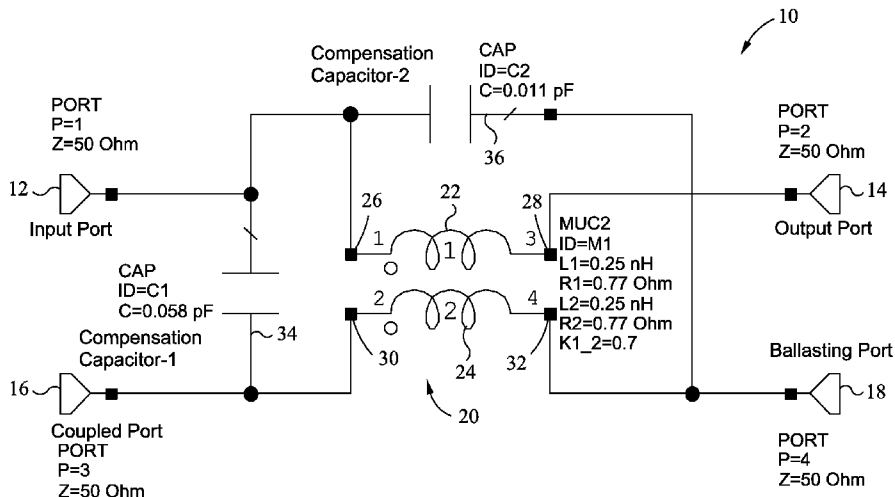 10
Compensation
Capacitor-2
CAP
ID=C2
C=0.011 pF
36
PORT
P=1
Z=50 Ohm
12
Input Port
PORT
P=2
Z=50 Ohm
14
Output Port
26
22
28
1
1
3
CAP
ID=C1
C=0.058 pF
34
2
2
4
30
24
32
20
MUC2
ID=M1
L1=0.25 nH
R1=0.77 Ohm
L2=0.25 nH
R2=0.77 Ohm
K1_2=0.7
Compensation
Capacitor-1
16
Coupled Port
PORT
P=3
Z=50 Ohm
Ballasting Port
18
PORT
P=4
Z=50 Ohm